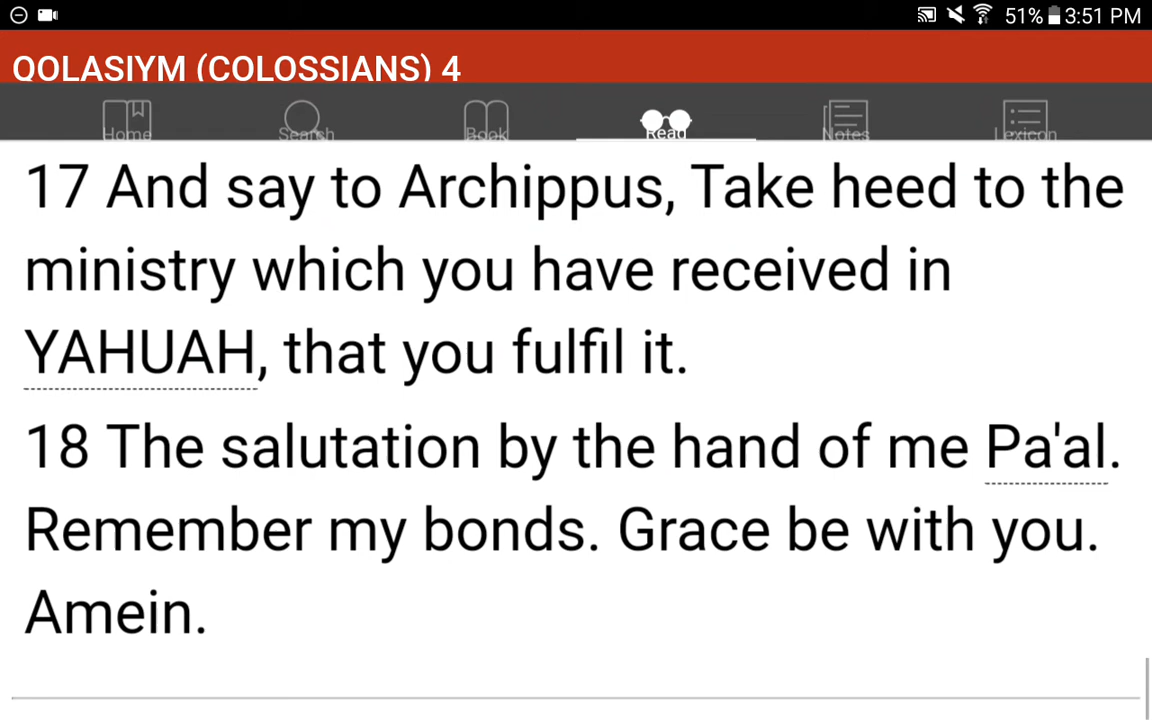 51% 3:51 PM
QOLASIYM (COLOSSIANS) 4
Home Search Book Read Notes Lexicon
17 And say to Archippus, Take heed to the
ministry which you have received in
YAHUAH, that you fulfil it.
18 The salutation by the hand of me Pa'al.
Remember my bonds. Grace be with you.
Amein.